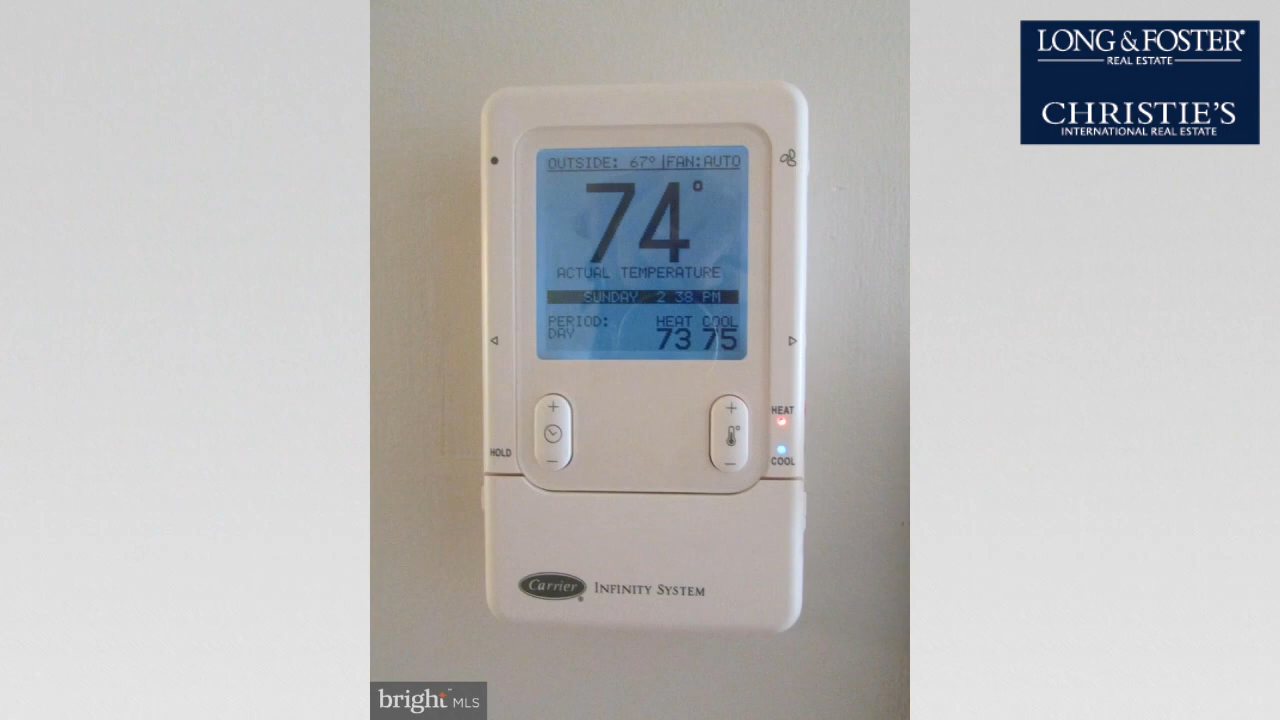 LONG & FOSTER®
REAL ESTATE
CHRISTIE'S
INTERNATIONAL REAL ESTATE
OUTSIDE: 67° |FAN:AUTO
74°
ACTUAL TEMPERATURE
SUNDAY 2 38 PM
PERIOD: HEAT COOL
DAY 73 75
HEAT
HOLD
COOL
Carrier®
INFINITY SYSTEM
bright™ MLS